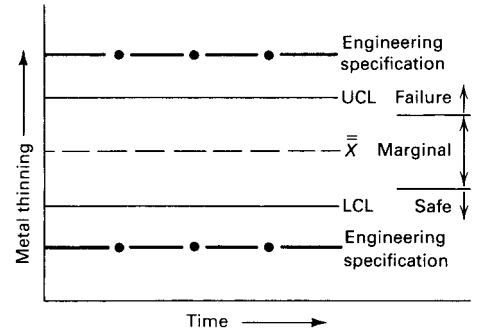 Engineering
specification
UCL Failure
X̿ Marginal
LCL Safe
Engineering
specification
Metal thinning
Time